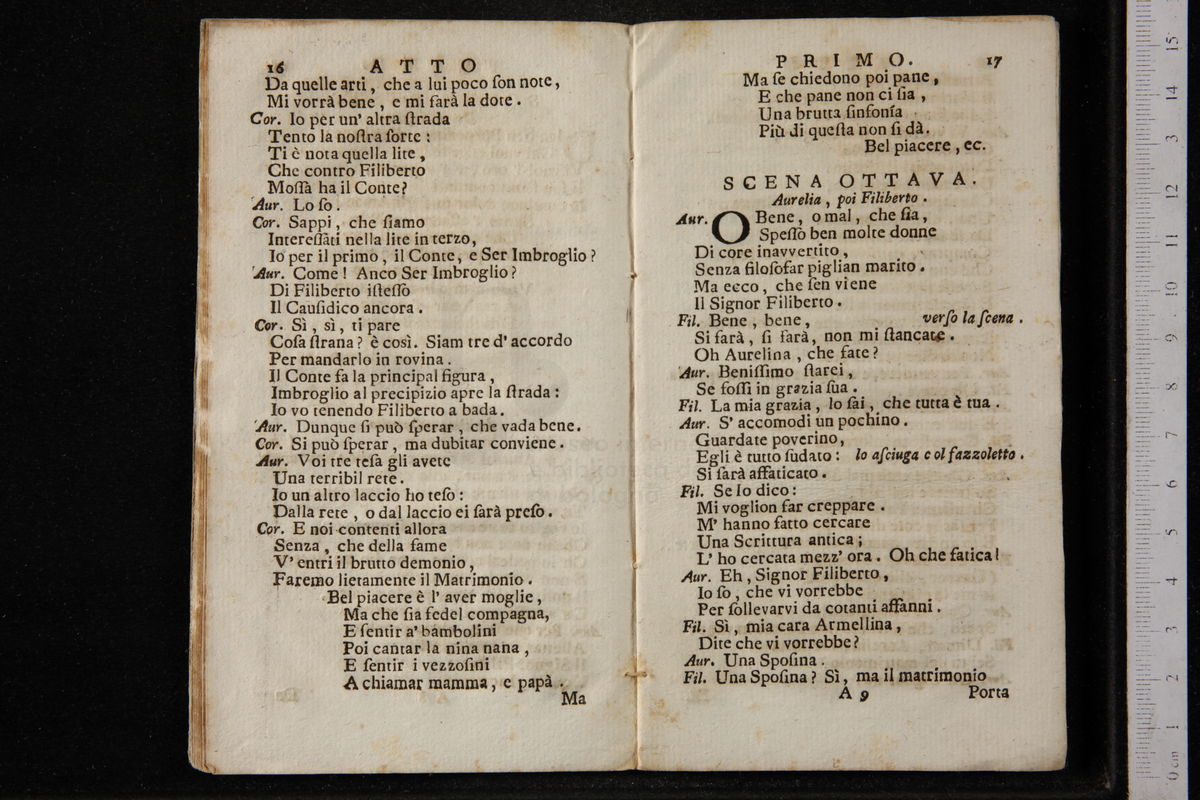 16 ATTO
Da quelle arti, che a lui poco ſon note,
Mi vorrà bene, e mi farà la dote.
Cor. Io per un' altra ſtrada
Tento la noſtra ſorte:
Ti è nota quella lite,
Che contro Filiberto
Moſſa ha il Conte?
Aur. Lo ſo.
Cor. Sappi, che ſiamo
Intereſſati nella lite in terzo,
Io per il primo, il Conte, e Ser Imbroglio?
Aur. Come! Anco Ser Imbroglio?
Di Filiberto iſteſſo
Il Cauſidico ancora.
Cor. Sì, sì, ti pare
Coſa ſtrana? è così. Siam tre d'accordo
Per mandarlo in rovina.
Il Conte fa la principal figura,
Imbroglio al precipizio apre la ſtrada:
Io vo tenendo Filiberto a bada.
Aur. Dunque ſi può ſperar, che vada bene.
Cor. Si può ſperar, ma dubitar conviene.
Aur. Voi tre teſa gli avete
Una terribil rete.
Io un altro laccio ho teſo:
Dalla rete, o dal laccio ei ſarà preſo.
Cor. E noi contenti allora
Senza, che della fame
V' entri il brutto demonio,
Faremo lietamente il Matrimonio.
Bel piacere è l' aver moglie,
Ma che ſia fedel compagna,
E ſentir a' bambolini
Poi cantar la nina nana,
E ſentir i vezzoſini
A chiamar mamma, e papà.
Ma
PRIMO. 17
Ma ſe chiedono poi pane,
E che pane non ci ſia,
Una brutta ſinfonía
Più di queſta non ſi dà.
Bel piacere, ec.
SCENA OTTAVA.
Aurelia, poi Filiberto.
Aur. O Bene, o mal, che ſia,
Speſſo ben molte donne
Di core inavvertito,
Senza filoſofar piglian marito.
Ma ecco, che ſen viene
Il Signor Filiberto.
Fil. Bene, bene, verſo la ſcena.
Si farà, ſi farà, non mi ſtancate.
Oh Aurelina, che fate?
Aur. Beniſſimo ſtarei,
Se foſſi in grazia ſua.
Fil. La mia grazia, lo ſai, che tutta è tua.
Aur. S' accomodi un pochino.
Guardate poverino,
Egli è tutto ſudato: lo aſciuga col fazzoletto.
Si ſarà affaticato.
Fil. Se lo dico:
Mi voglion far creppare.
M' hanno fatto cercare
Una Scrittura antica;
L' ho cercata mezz' ora. Oh che fatica!
Aur. Eh, Signor Filiberto,
Io ſo, che vi vorrebbe
Per ſollevarvi da cotanti affanni.
Fil. Sì, mia cara Armellina,
Dite che vi vorrebbe?
Aur. Una Spoſina.
Fil. Una Spoſina? Sì, ma il matrimonio
A 9 Porta